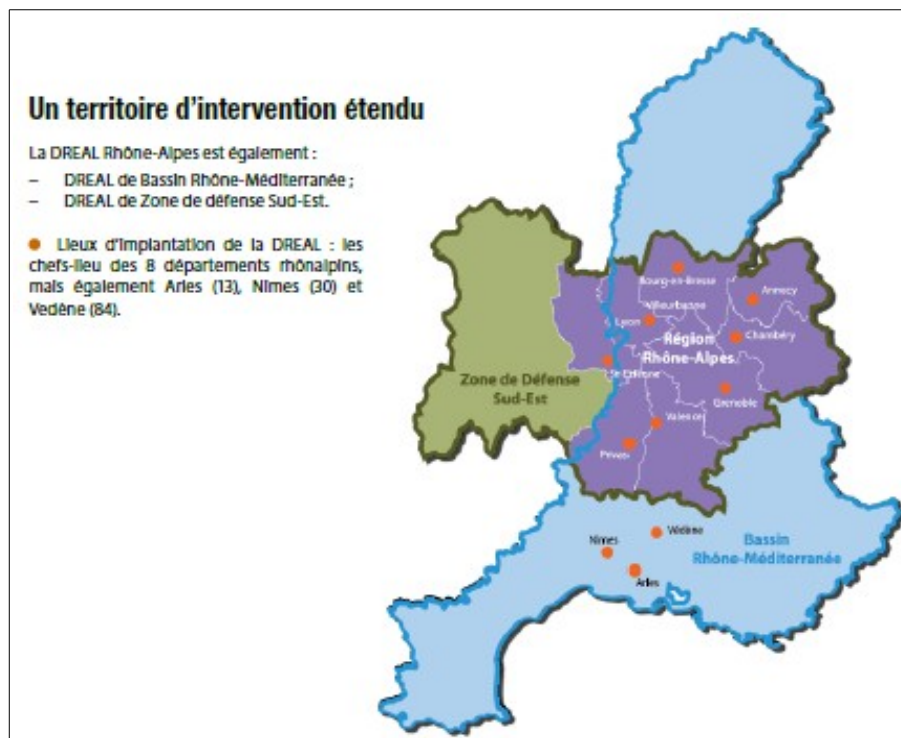 Un territoire d'intervention étendu
La DREAL Rhône-Alpes est également :
– DREAL de Bassin Rhône-Méditerranée ;
– DREAL de Zone de défense Sud-Est.
Lieux d'implantation de la DREAL : les
chefs-lieu des 8 départements rhônalpins,
mais également Arles (13), Nîmes (30) et
Vedène (84).
Bourg-en-Bresse
Annecy
Villeurbanne
Lyon
Chambéry
Région
Rhône-Alpes
St-Etienne
Zone de Défense
Sud-Est
Grenoble
Valence
Privas
Védène
Nîmes
Bassin
Rhône-Méditerranée
Arles